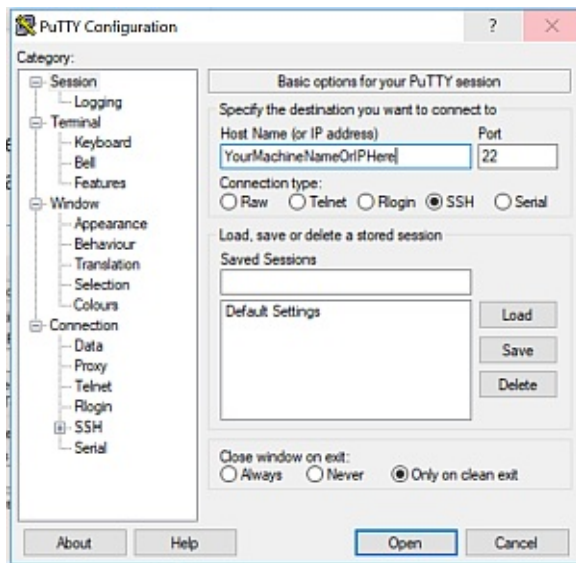 PuTTY Configuration
?
Category:
Session
Logging
Terminal
Keyboard
Bell
Features
Window
Appearance
Behaviour
Translation
Selection
Colours
Connection
Data
Proxy
Telnet
Rlogin
SSH
Serial
Basic options for your PuTTY session
Specify the destination you want to connect to
Host Name (or IP address) Port
YourMachineNameOrIPHere 22
Connection type:
Raw Telnet Rlogin SSH Serial
Load, save or delete a stored session
Saved Sessions
Default Settings
Load
Save
Delete
Close window on exit:
Always Never Only on clean exit
About Help Open Cancel